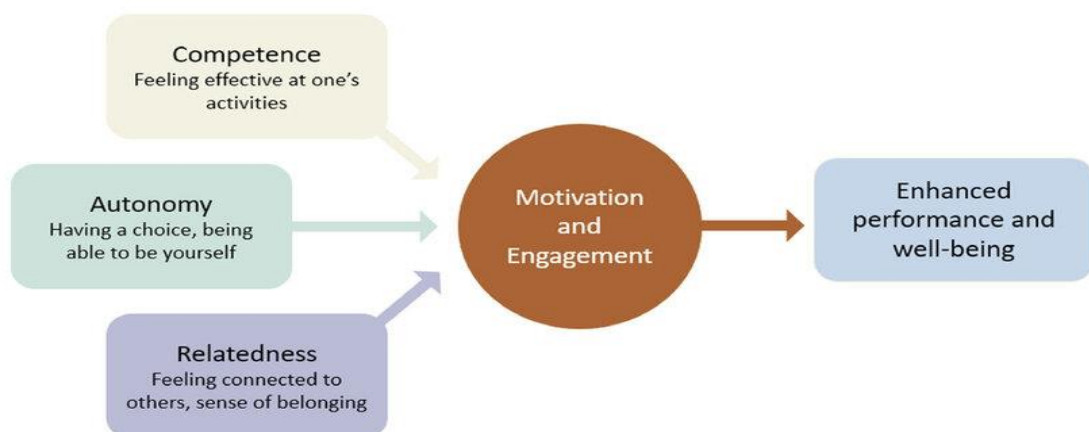 Competence
Feeling effective at one's
activities
Autonomy
Having a choice, being
able to be yourself
Relatedness
Feeling connected to
others, sense of belonging
Motivation
and
Engagement
Enhanced
performance and
well-being